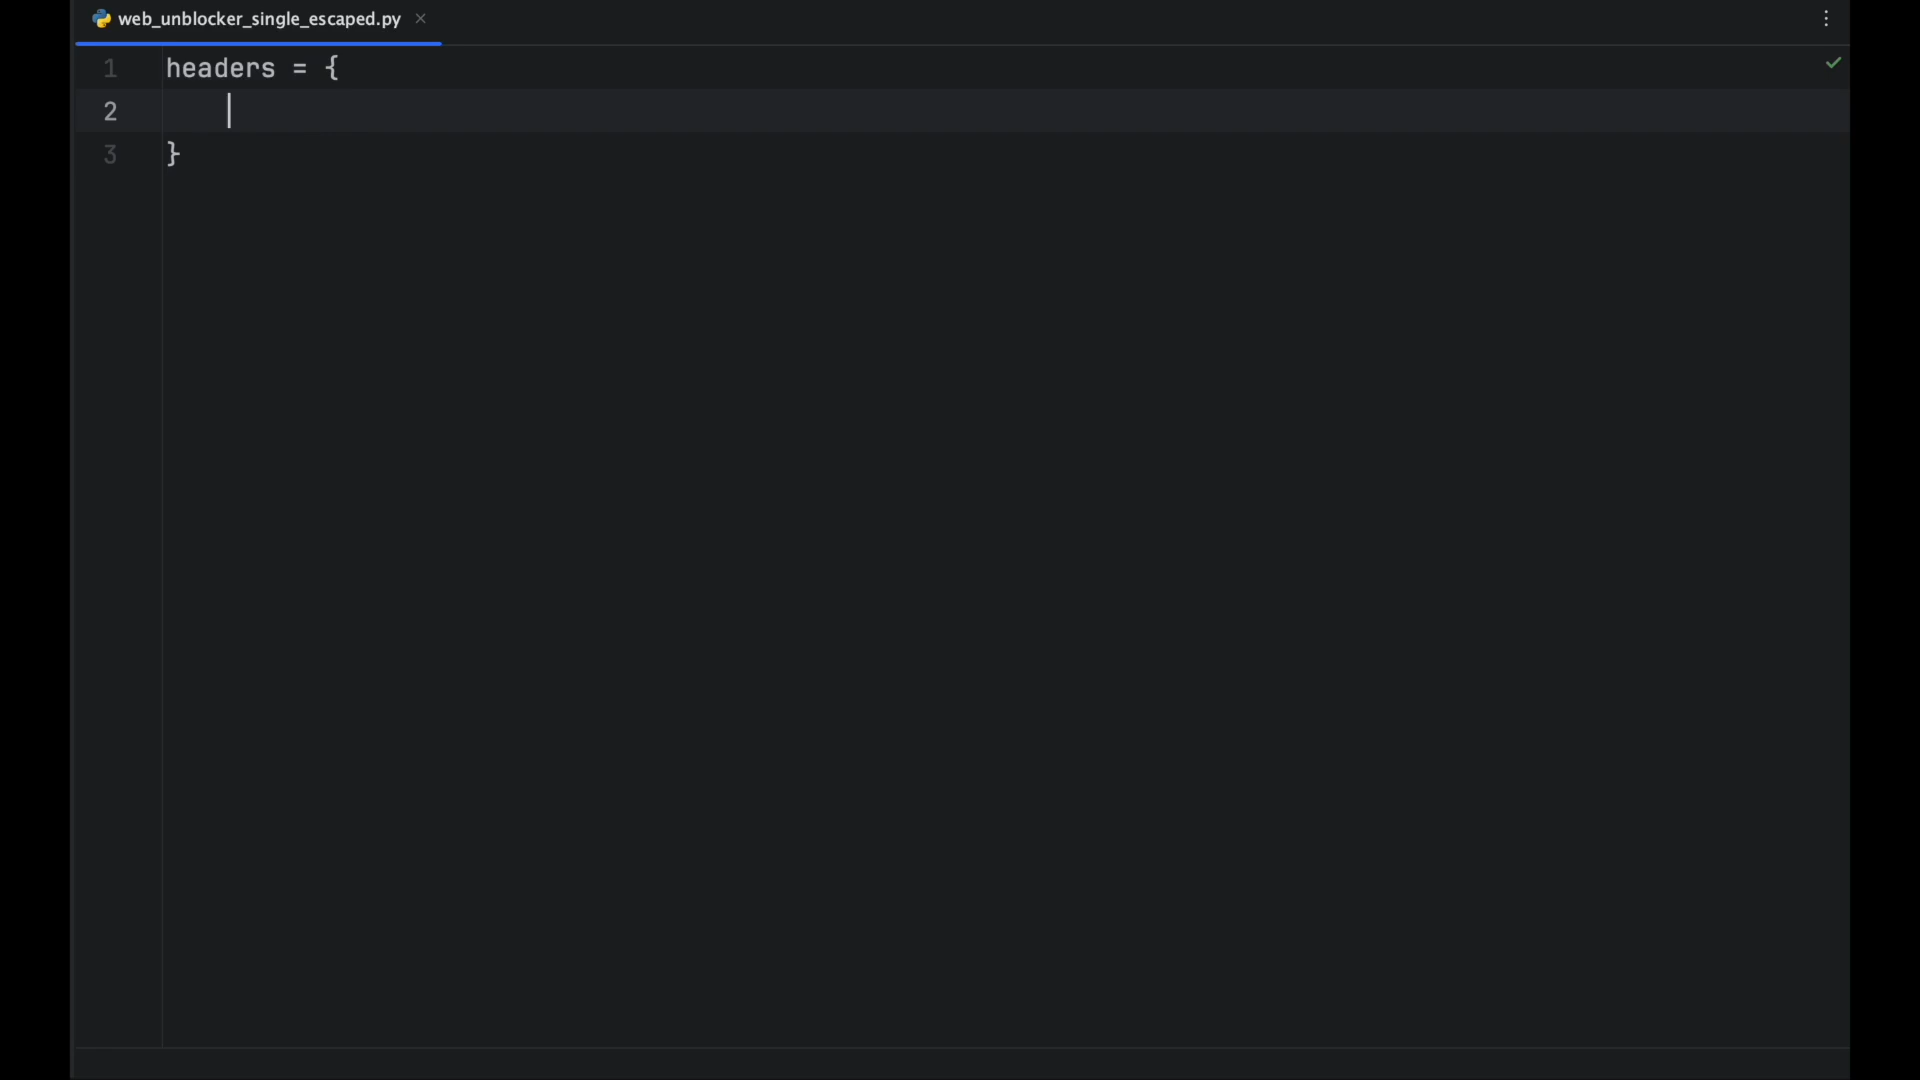 web_unblocker_single_escaped.py
1 headers = {
2
3 }